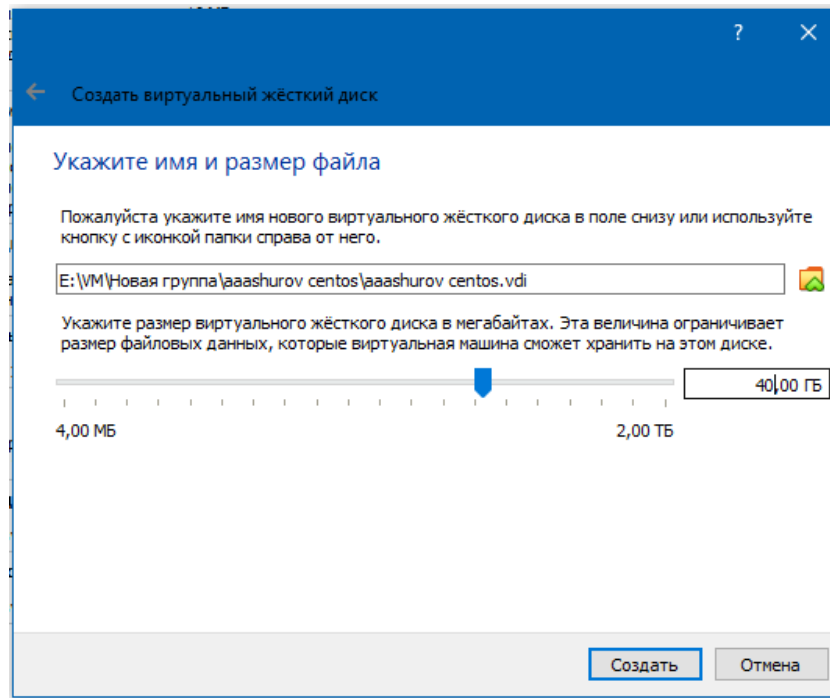 ?
Создать виртуальный жёсткий диск
Укажите имя и размер файла
Пожалуйста укажите имя нового виртуального жёсткого диска в поле снизу или используйте
кнопку с иконкой папки справа от него.
E:\VM\Новая группа\aaashurov centos\aaashurov centos.vdi
Укажите размер виртуального жёсткого диска в мегабайтах. Эта величина ограничивает
размер файловых данных, которые виртуальная машина сможет хранить на этом диске.
40,00 ГБ
4,00 МБ 2,00 ТБ
Создать Отмена